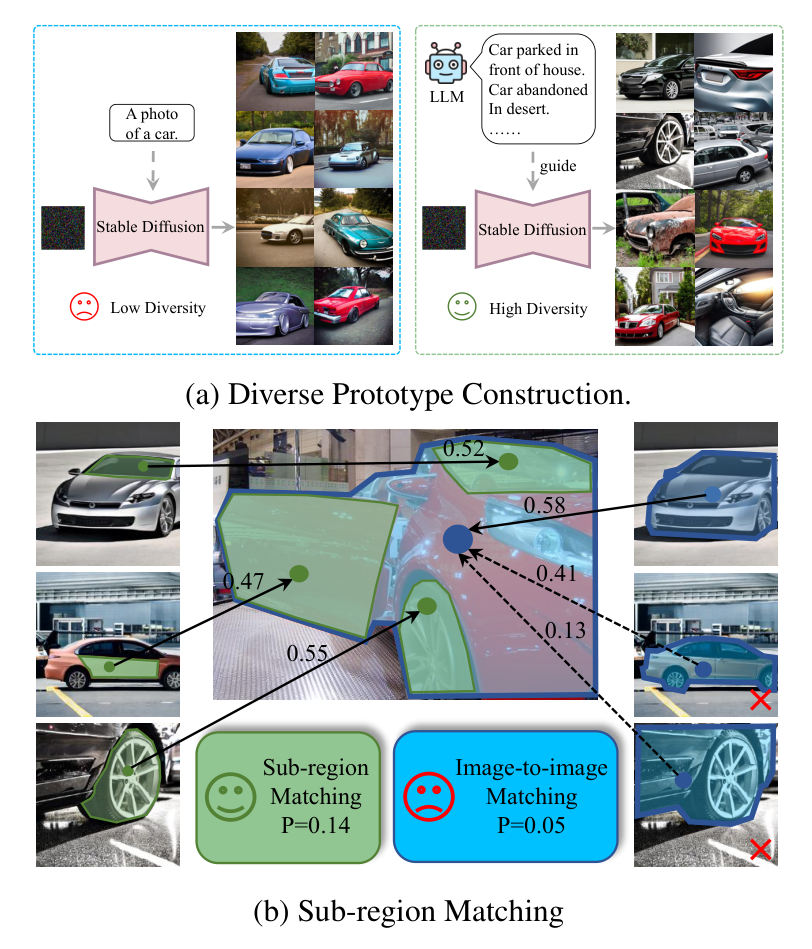 A photo
of a car.
Stable Diffusion
Low Diversity
LLM
Car parked in
front of house.
Car abandoned
In desert.
......
guide
Stable Diffusion
High Diversity
(a) Diverse Prototype Construction.
0.52
0.58
0.47
0.41
0.13
0.55
Sub-region
Matching
P=0.14
Image-to-image
Matching
P=0.05
(b) Sub-region Matching